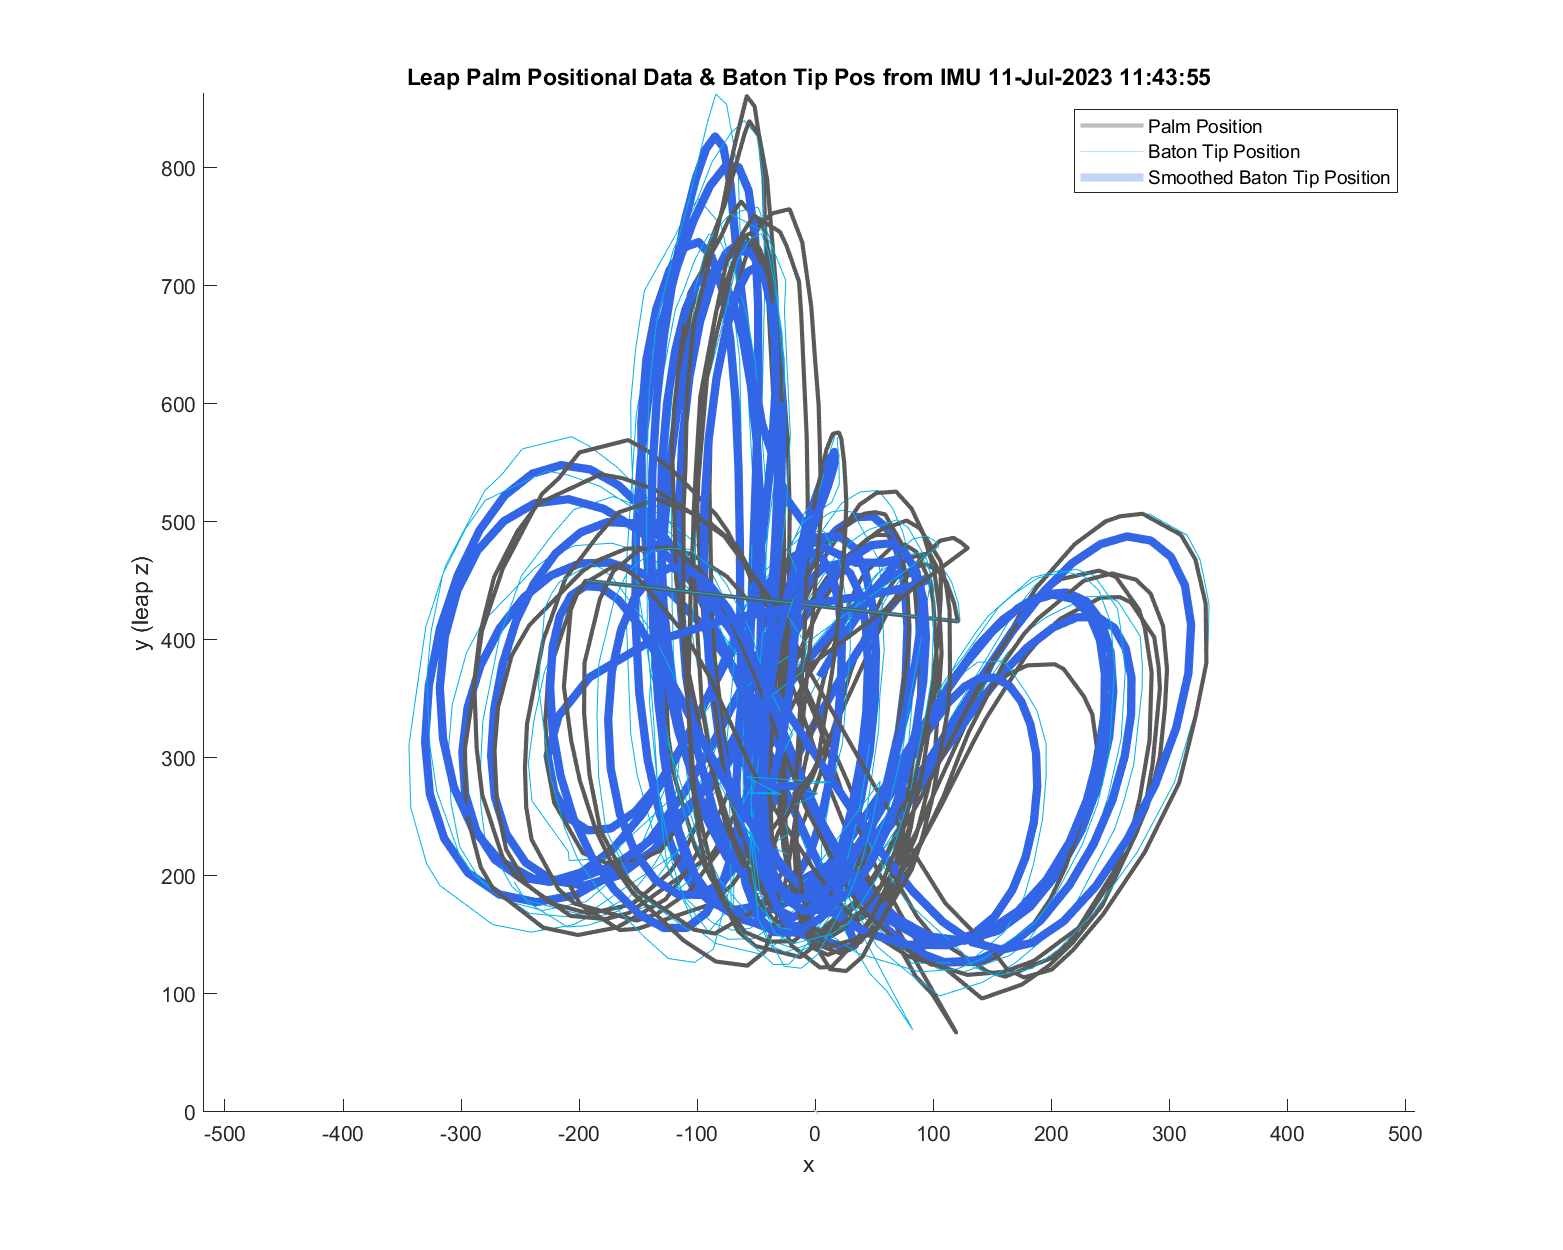 Leap Palm Positional Data & Baton Tip Pos from IMU 11-Jul-2023 11:43:55
Palm Position
Baton Tip Position
Smoothed Baton Tip Position
800
700
600
500
400
300
200
100
0
y (leap z)
-500 -400 -300 -200 -100 0 100 200 300 400 500
x